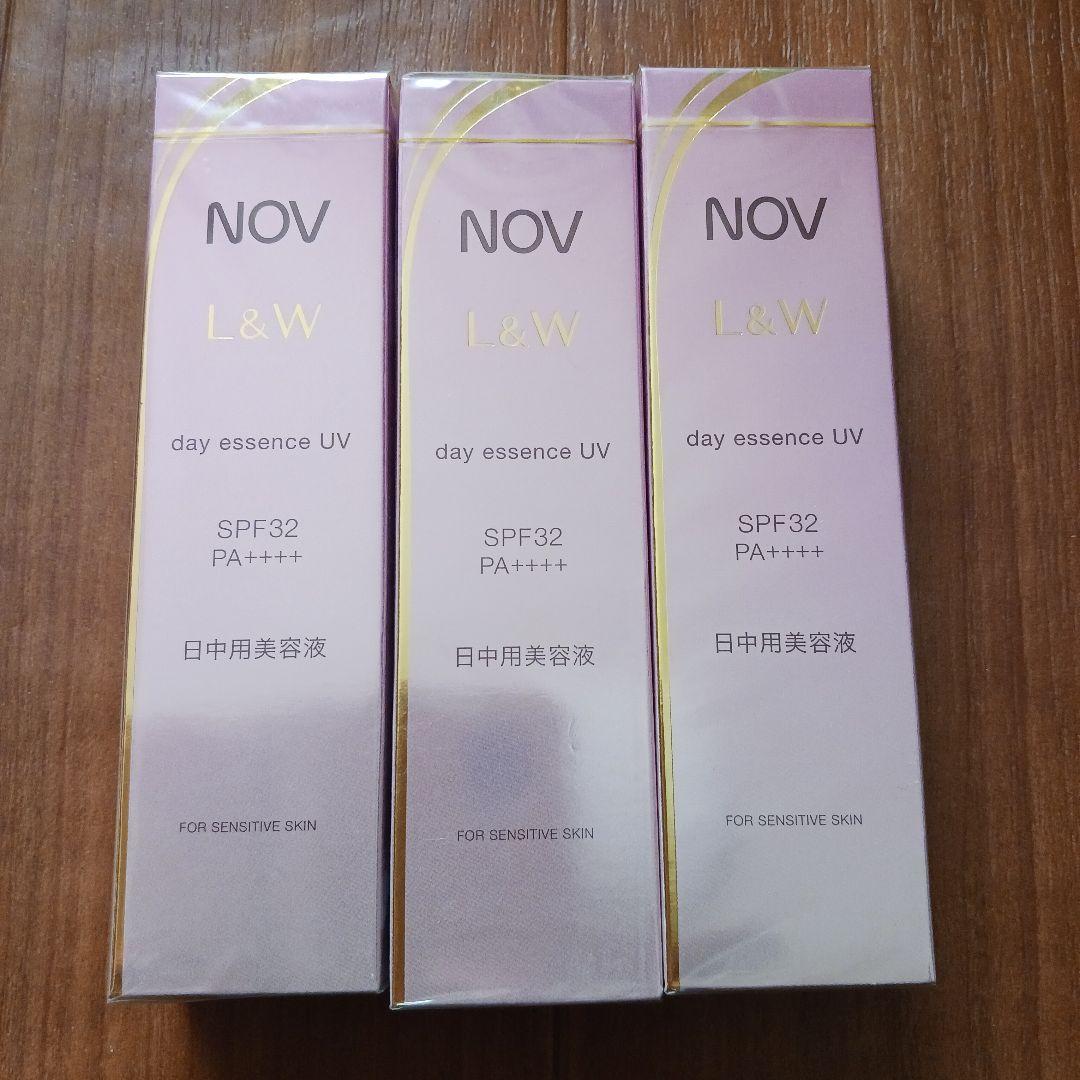 NOV
L&W
day essence UV
SPF32
PA++++
日中用美容液
FOR SENSITIVE SKIN
NOV
L&W
day essence UV
SPF32
PA++++
日中用美容液
FOR SENSITIVE SKIN
NOV
L&W
day essence UV
SPF32
PA++++
日中用美容液
FOR SENSITIVE SKIN